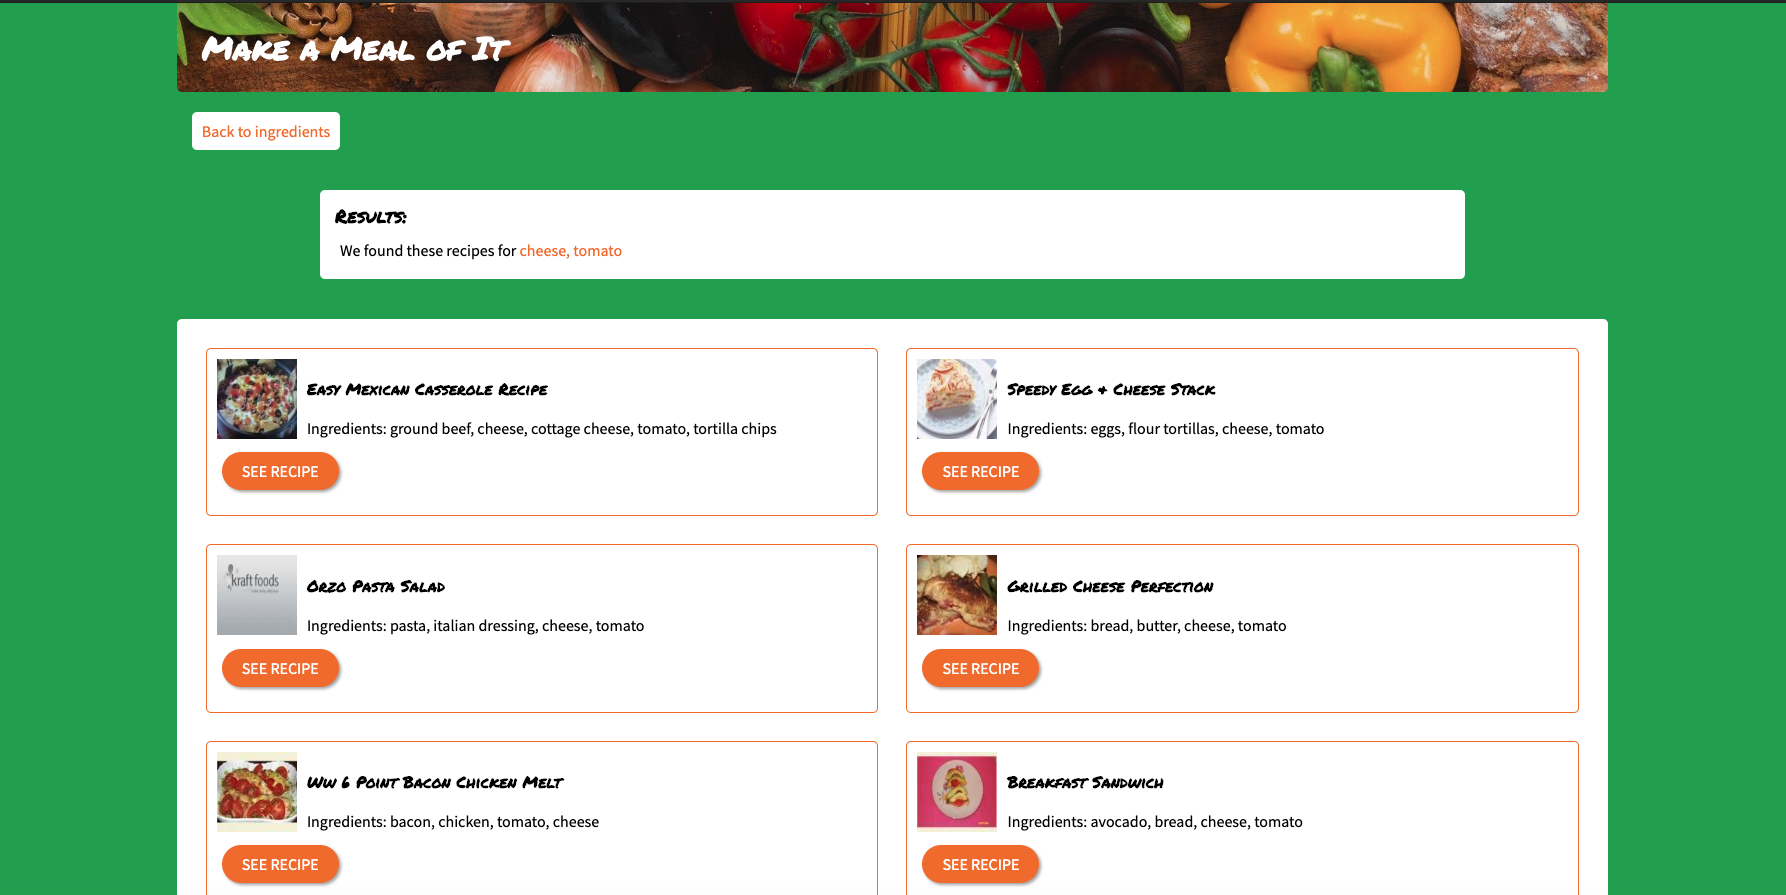 Make a Meal of It
Back to ingredients
Results:
We found these recipes for cheese, tomato
Easy Mexican Casserole Recipe
Ingredients: ground beef, cheese, cottage cheese, tomato, tortilla chips
SEE RECIPE
Speedy Egg & Cheese Stack
Ingredients: eggs, flour tortillas, cheese, tomato
SEE RECIPE
kraft foods
Orzo Pasta Salad
Ingredients: pasta, italian dressing, cheese, tomato
SEE RECIPE
Grilled Cheese Perfection
Ingredients: bread, butter, cheese, tomato
SEE RECIPE
Ww 6 Point Bacon Chicken Melt
Ingredients: bacon, chicken, tomato, cheese
SEE RECIPE
Breakfast Sandwich
Ingredients: avocado, bread, cheese, tomato
SEE RECIPE